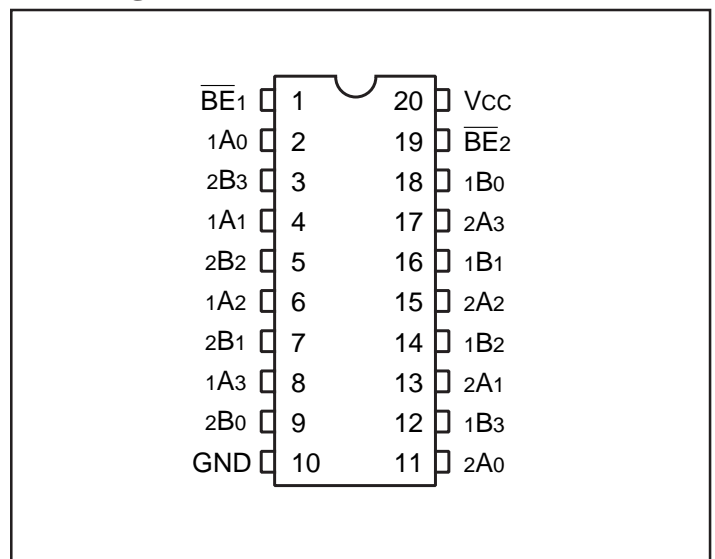 B̅E̅1 1 20 VCC
1A0 2 19 B̅E̅2
2B3 3 18 1B0
1A1 4 17 2A3
2B2 5 16 1B1
1A2 6 15 2A2
2B1 7 14 1B2
1A3 8 13 2A1
2B0 9 12 1B3
GND 10 11 2A0